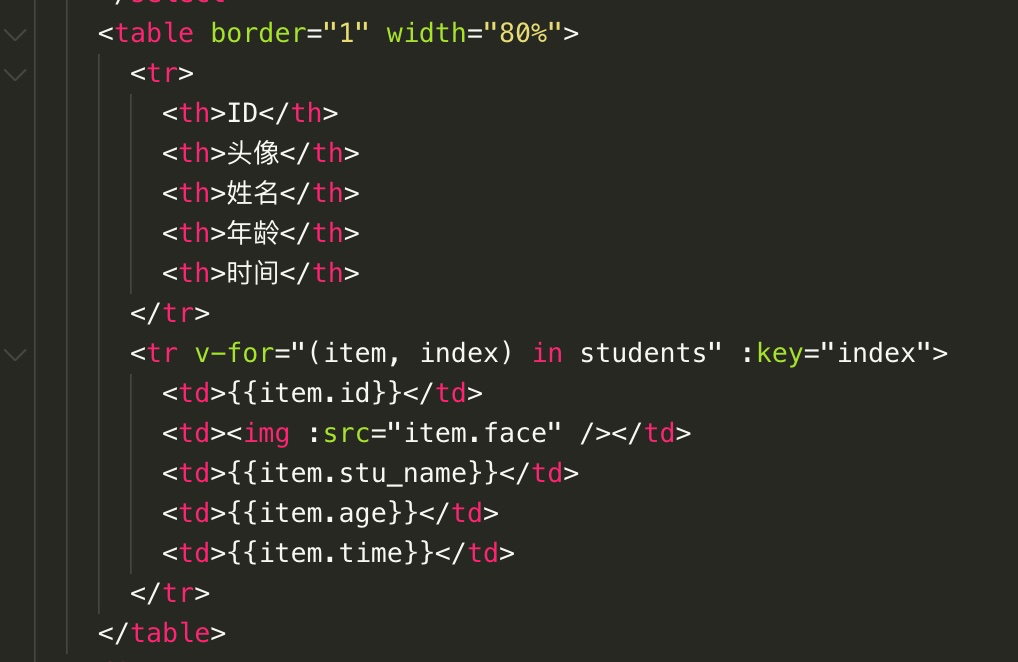 /select
<table border="1" width="80%">
<tr>
<th>ID</th>
<th>头像</th>
<th>姓名</th>
<th>年龄</th>
<th>时间</th>
</tr>
<tr v-for="(item, index) in students" :key="index">
<td>{{item.id}}</td>
<td><img :src="item.face" /></td>
<td>{{item.stu_name}}</td>
<td>{{item.age}}</td>
<td>{{item.time}}</td>
</tr>
</table>